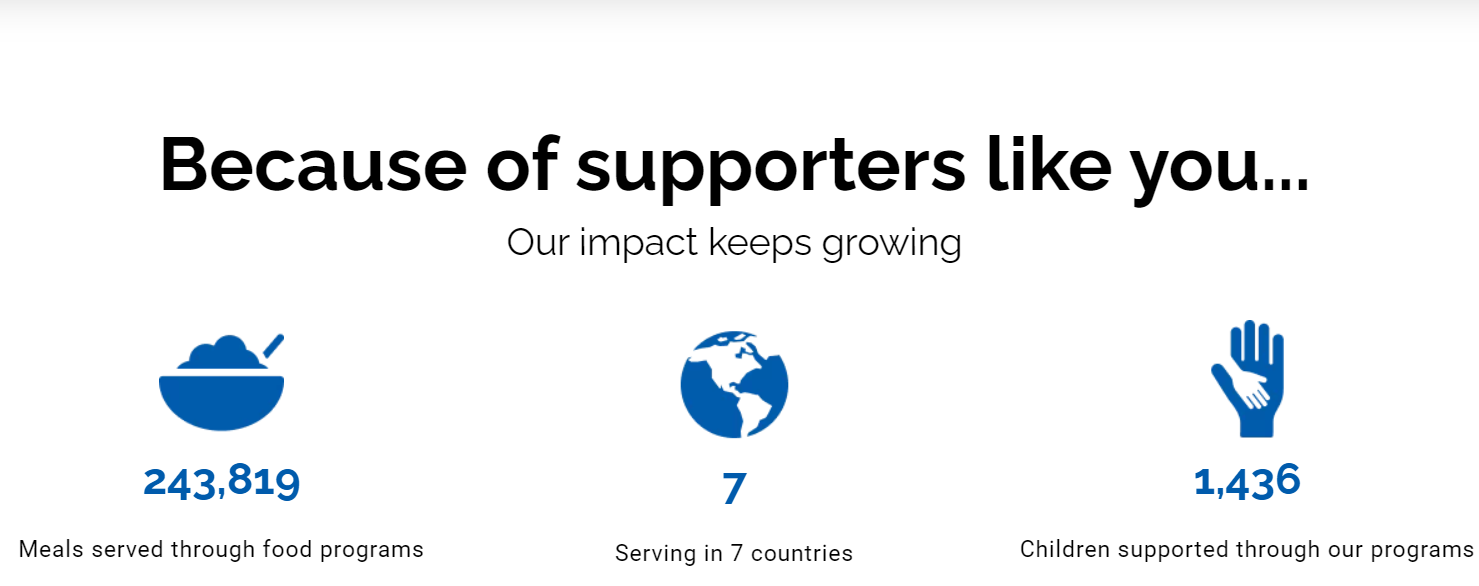 Because of supporters like you...
Our impact keeps growing
243,819
7
1,436
Meals served through food programs
Serving in 7 countries
Children supported through our programs